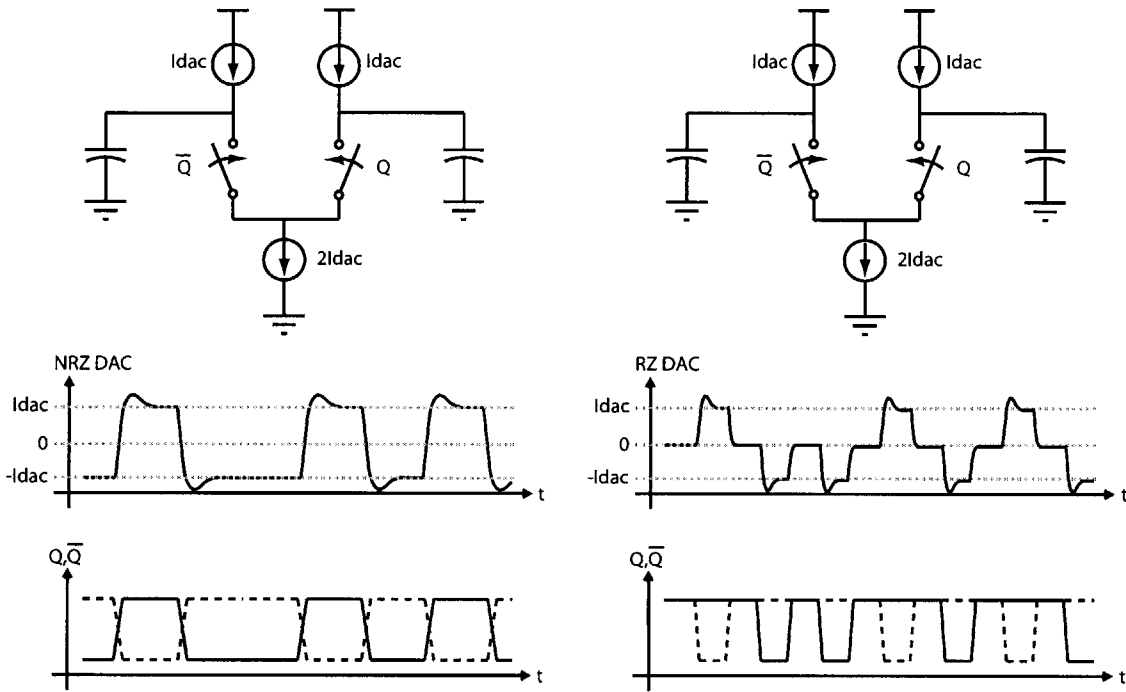 Idac
Idac
Q̅
Q
2Idac
Idac
Idac
Q̅
Q
2Idac
NRZ DAC
Idac
0
-Idac
t
RZ DAC
Idac
0
-Idac
t
Q,Q̅
t
Q,Q̅
t